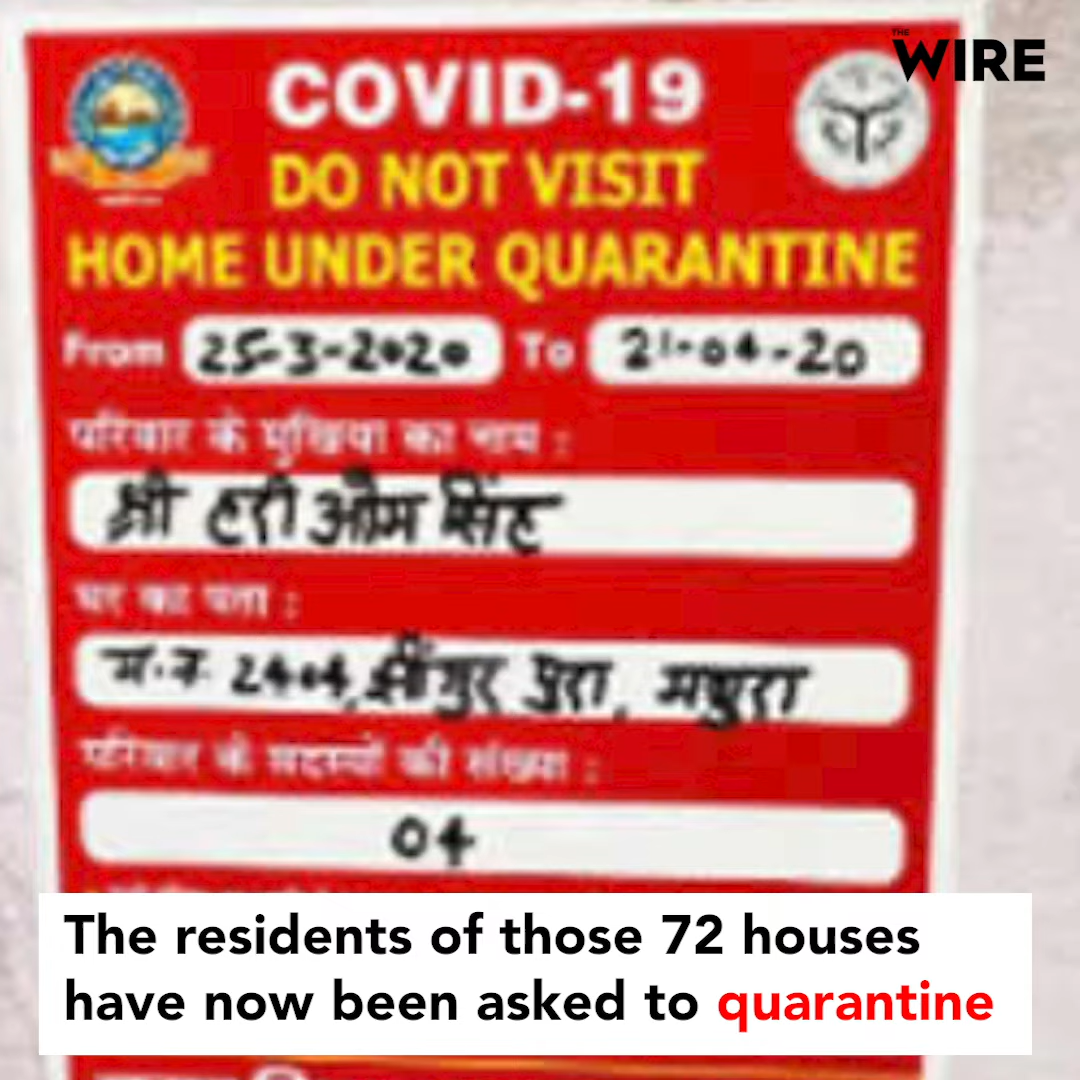 THE
WIRE
COVID-19
DO NOT VISIT
HOME UNDER QUARANTINE
From 25-3-2020 To 21-04-20
परिवार के मुखिया का नाम :
श्री हरी ओम सिंह
घर का पता :
म.न. 2404, झींगुर पुरा, मथुरा
परिवार के सदस्यों की संख्या :
04
The residents of those 72 houses
have now been asked to quarantine